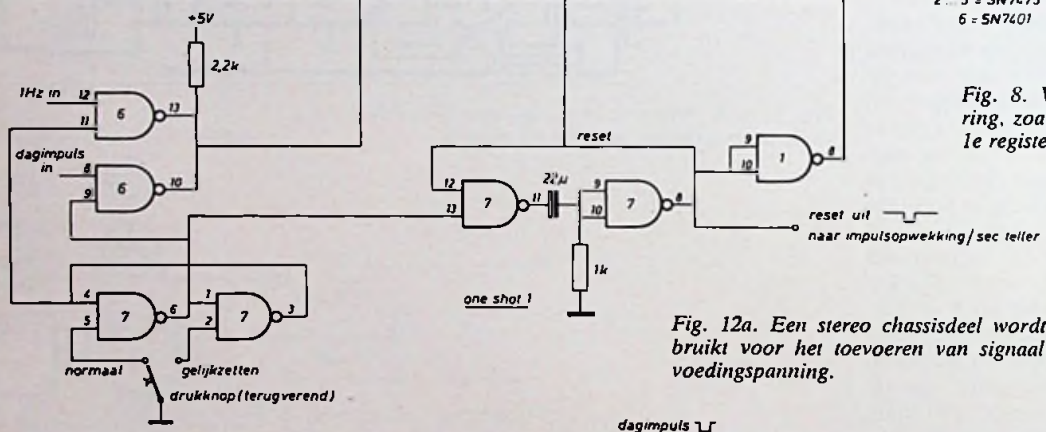 2...5 = SN7475
6 = SN7401
+5V
2,2k
1Hz in
12
11
6
13
dagimpuls
in
8
9
6
10
Fig. 8.
ring, zoa
1e registe
reset
12
13
7
11
22µ
9
10
7
8
9
10
1
8
1k
one shot 1
reset uit
naar impulsopwekking/sec teller
4
5
7
6
1
2
7
3
normaal
gelijkzetten
drukknop (terugverend)
Fig. 12a. Een stereo chassisdeel wordt
bruikt voor het toevoeren van signaal
voedingspanning.
dagimpuls